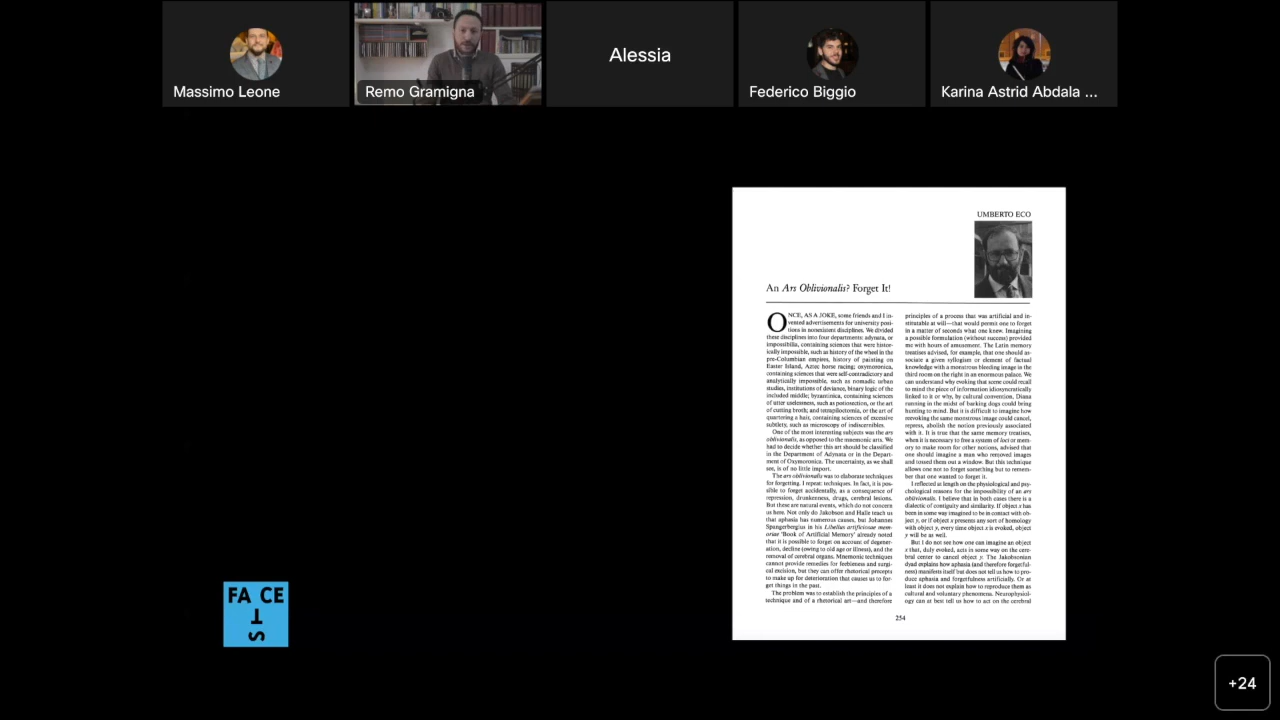 Massimo Leone
Remo Gramigna
Alessia
Federico Biggio
Karina Astrid Abdala ...
UMBERTO ECO
An Ars Oblivionalis? Forget It!
ONCE, AS A JOKE, some friends and I in-
vented advertisements for university posi-
tions in nonexistent disciplines. We divided
these disciplines into four departments: adynata, or
impossibilia, containing sciences that were histor-
ically impossible, such as history of the wheel in the
pre-Columbian empires, history of painting on
Easter Island, Aztec horse racing; oxymoronica,
containing sciences that were self-contradictory and
analytically impossible, such as nomadic urban
studies, institutions of deviance, binary logic of the
included middle; byzantinica, containing sciences
of utter uselessness, such as potiosection, or the art
of cutting broth; and tetrapiloctomia, or the art of
quartering a hair, containing sciences of excessive
subtlety, such as microscopy of indiscernibles.
One of the most interesting subjects was the ars
oblivionalis, as opposed to the mnemonic arts. We
had to decide whether this art should be classified
in the Department of Adynata or in the Depart-
ment of Oxymoronica. The uncertainty, as we shall
see, is of no little import.
The ars oblivionalis was to elaborate techniques
for forgetting. I repeat: techniques. In fact, it is pos-
sible to forget accidentally, as a consequence of
repression, drunkenness, drugs, cerebral lesions.
But these are natural events, which do not concern
us here. Not only do Jakobson and Halle teach us
that aphasia has numerous causes, but Johannes
Spangerbergius in his Libellus artificiosae mem-
oriae 'Book of Artificial Memory' already noted
that it is possible to forget on account of degener-
ation, decline (owing to old age or illness), and the
removal of cerebral organs. Mnemonic techniques
cannot provide remedies for feebleness and surgi-
cal excision, but they can offer rhetorical precepts
to make up for deterioration that causes us to for-
get things in the past.
The problem was to establish the principles of a
technique and of a rhetorical art—and therefore
principles of a process that was artificial and in-
stitutable at will—that would permit one to forget
in a matter of seconds what one knew. Imagining
a possible formulation (without success) provided
me with hours of amusement. The Latin memory
treatises advised, for example, that one should as-
sociate a given syllogism or element of factual
knowledge with a monstrous bleeding image in the
third room on the right in an enormous palace. We
can understand why evoking that scene could recall
to mind the piece of information idiosyncratically
linked to it or why, by cultural convention, Diana
running in the midst of barking dogs could bring
hunting to mind. But it is difficult to imagine how
reevoking the same monstrous image could cancel,
repress, abolish the notion previously associated
with it. It is true that the same memory treatises,
when it is necessary to free a system of loci or mem-
ory to make room for other notions, advised that
one should imagine a man who removed images
and tossed them out a window. But this technique
allows one not to forget something but to remem-
ber that one wanted to forget it.
I reflected at length on the physiological and psy-
chological reasons for the impossibility of an ars
oblivionalis. I believe that in both cases there is a
dialectic of contiguity and similarity. If object x has
been in some way imagined to be in contact with ob-
ject y, or if object x presents any sort of homology
with object y, every time object x is evoked, object
y will be as well.
But I do not see how one can imagine an object
x that, duly evoked, acts in some way on the cere-
bral center to cancel object y. The Jakobsonian
dyad explains how aphasia (and therefore forgetful-
ness) manifests itself but does not tell us how to pro-
duce aphasia and forgetfulness artificially. Or at
least it does not explain how to reproduce them as
cultural and voluntary phenomena. Neurophysiol-
ogy can at best tell us how to act on the cerebral
254
FA CE
T
S
+24